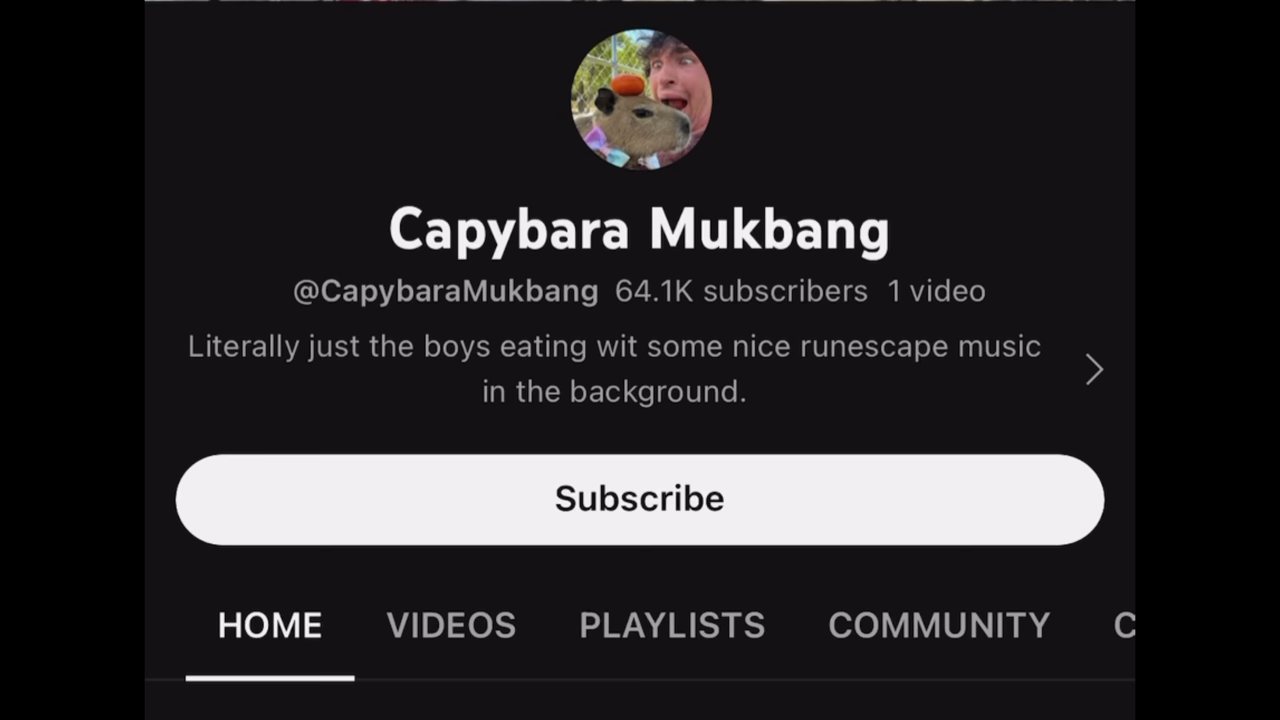 Capybara Mukbang
@CapybaraMukbang 64.1K subscribers 1 video
Literally just the boys eating wit some nice runescape music
in the background.
Subscribe
HOME VIDEOS PLAYLISTS COMMUNITY C